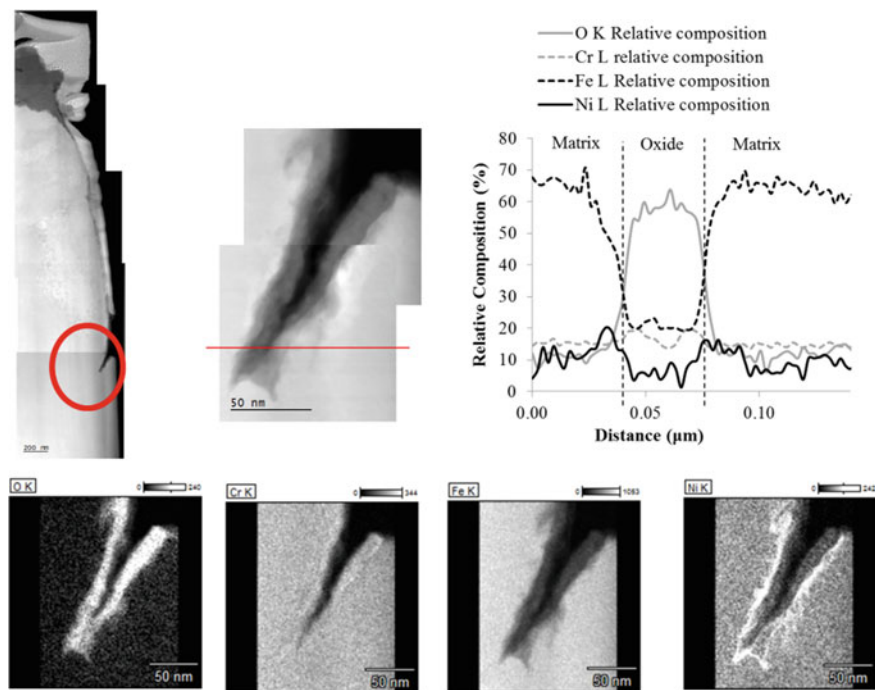 O K Relative composition
Cr L relative composition
Fe L Relative composition
Ni L Relative composition
Matrix Oxide Matrix
80
70
60
50
40
30
20
10
0
Relative Composition (%)
0.00 0.05 0.10
Distance (µm)
200 nm
50 nm
O K 0 240
Cr K 0 344
Fe K 0 1053
Ni K 0 242
50 nm 50 nm 50 nm 50 nm